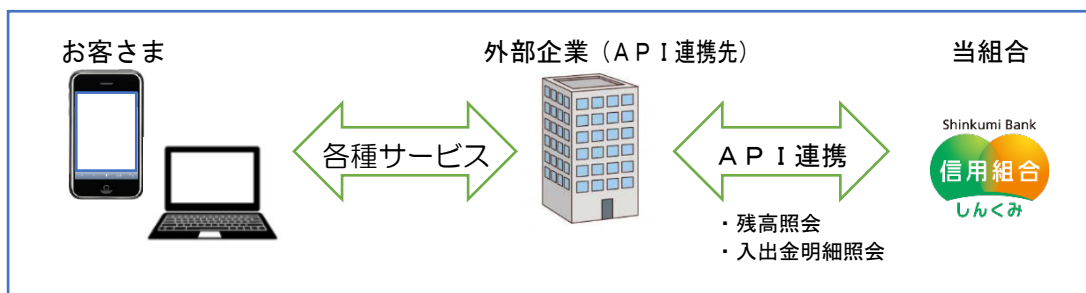 お客さま
外部企業（ＡＰＩ連携先）
当組合
各種サービス
ＡＰＩ連携
・残高照会
・入出金明細照会
Shinkumi Bank
信用組合
しんくみ